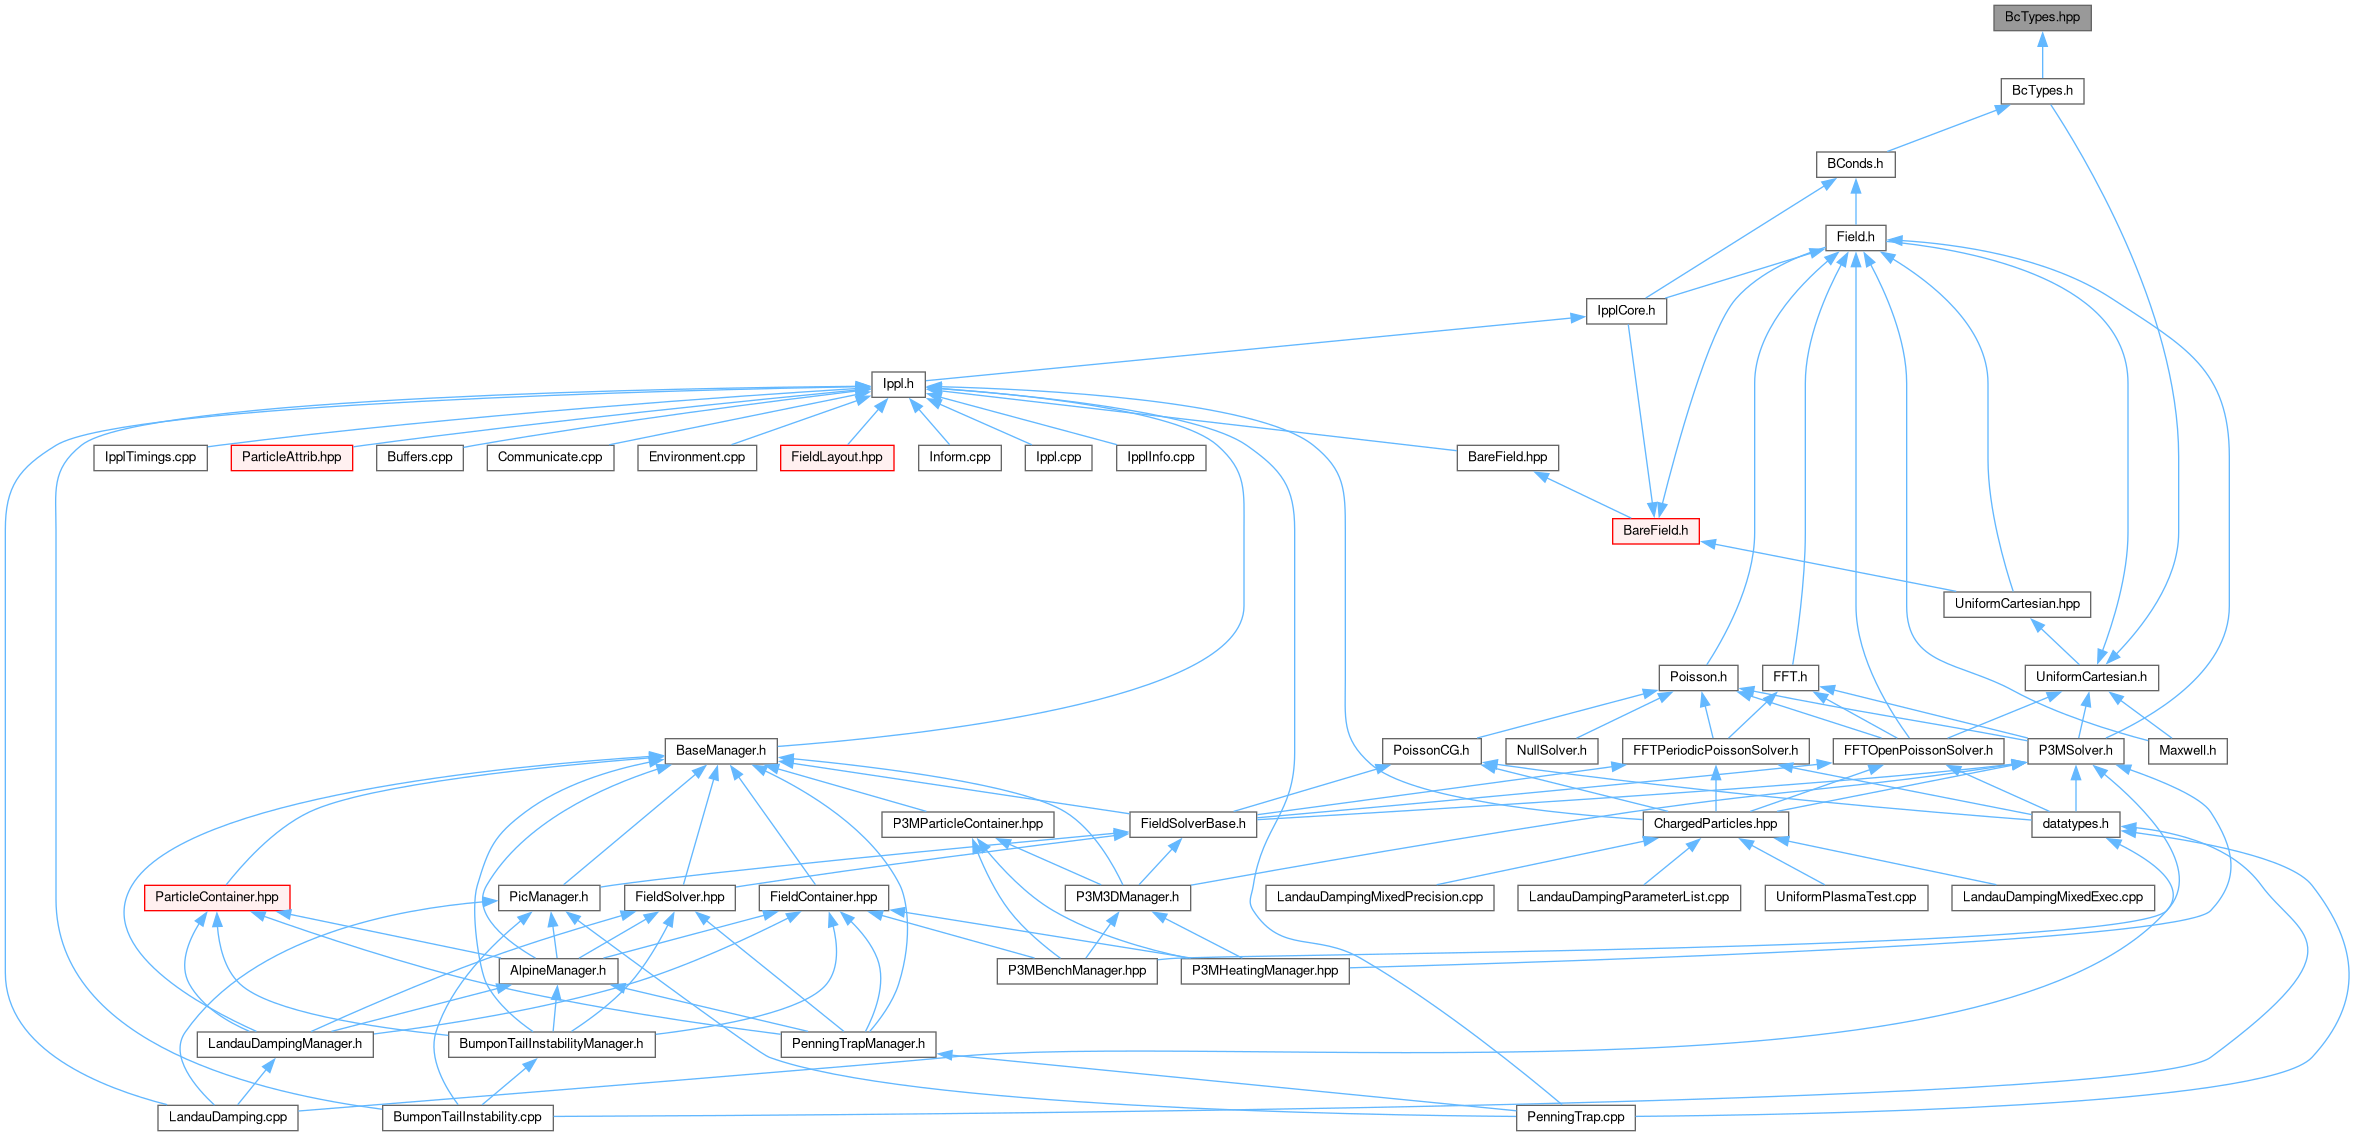 BcTypes.hpp
BcTypes.h
BConds.h
Field.h
IpplCore.h
Ippl.h
IpplTimings.cpp
ParticleAttrib.hpp
Buffers.cpp
Communicate.cpp
Environment.cpp
FieldLayout.hpp
Inform.cpp
Ippl.cpp
IpplInfo.cpp
BareField.hpp
BareField.h
UniformCartesian.hpp
Poisson.h
FFT.h
UniformCartesian.h
BaseManager.h
PoissonCG.h
NullSolver.h
FFTPeriodicPoissonSolver.h
FFTOpenPoissonSolver.h
P3MSolver.h
Maxwell.h
P3MParticleContainer.hpp
FieldSolverBase.h
ChargedParticles.hpp
datatypes.h
ParticleContainer.hpp
PicManager.h
FieldSolver.hpp
FieldContainer.hpp
P3M3DManager.h
LandauDampingMixedPrecision.cpp
LandauDampingParameterList.cpp
UniformPlasmaTest.cpp
LandauDampingMixedExec.cpp
AlpineManager.h
P3MBenchManager.hpp
P3MHeatingManager.hpp
LandauDampingManager.h
BumponTailInstabilityManager.h
PenningTrapManager.h
LandauDamping.cpp
BumponTailInstability.cpp
PenningTrap.cpp